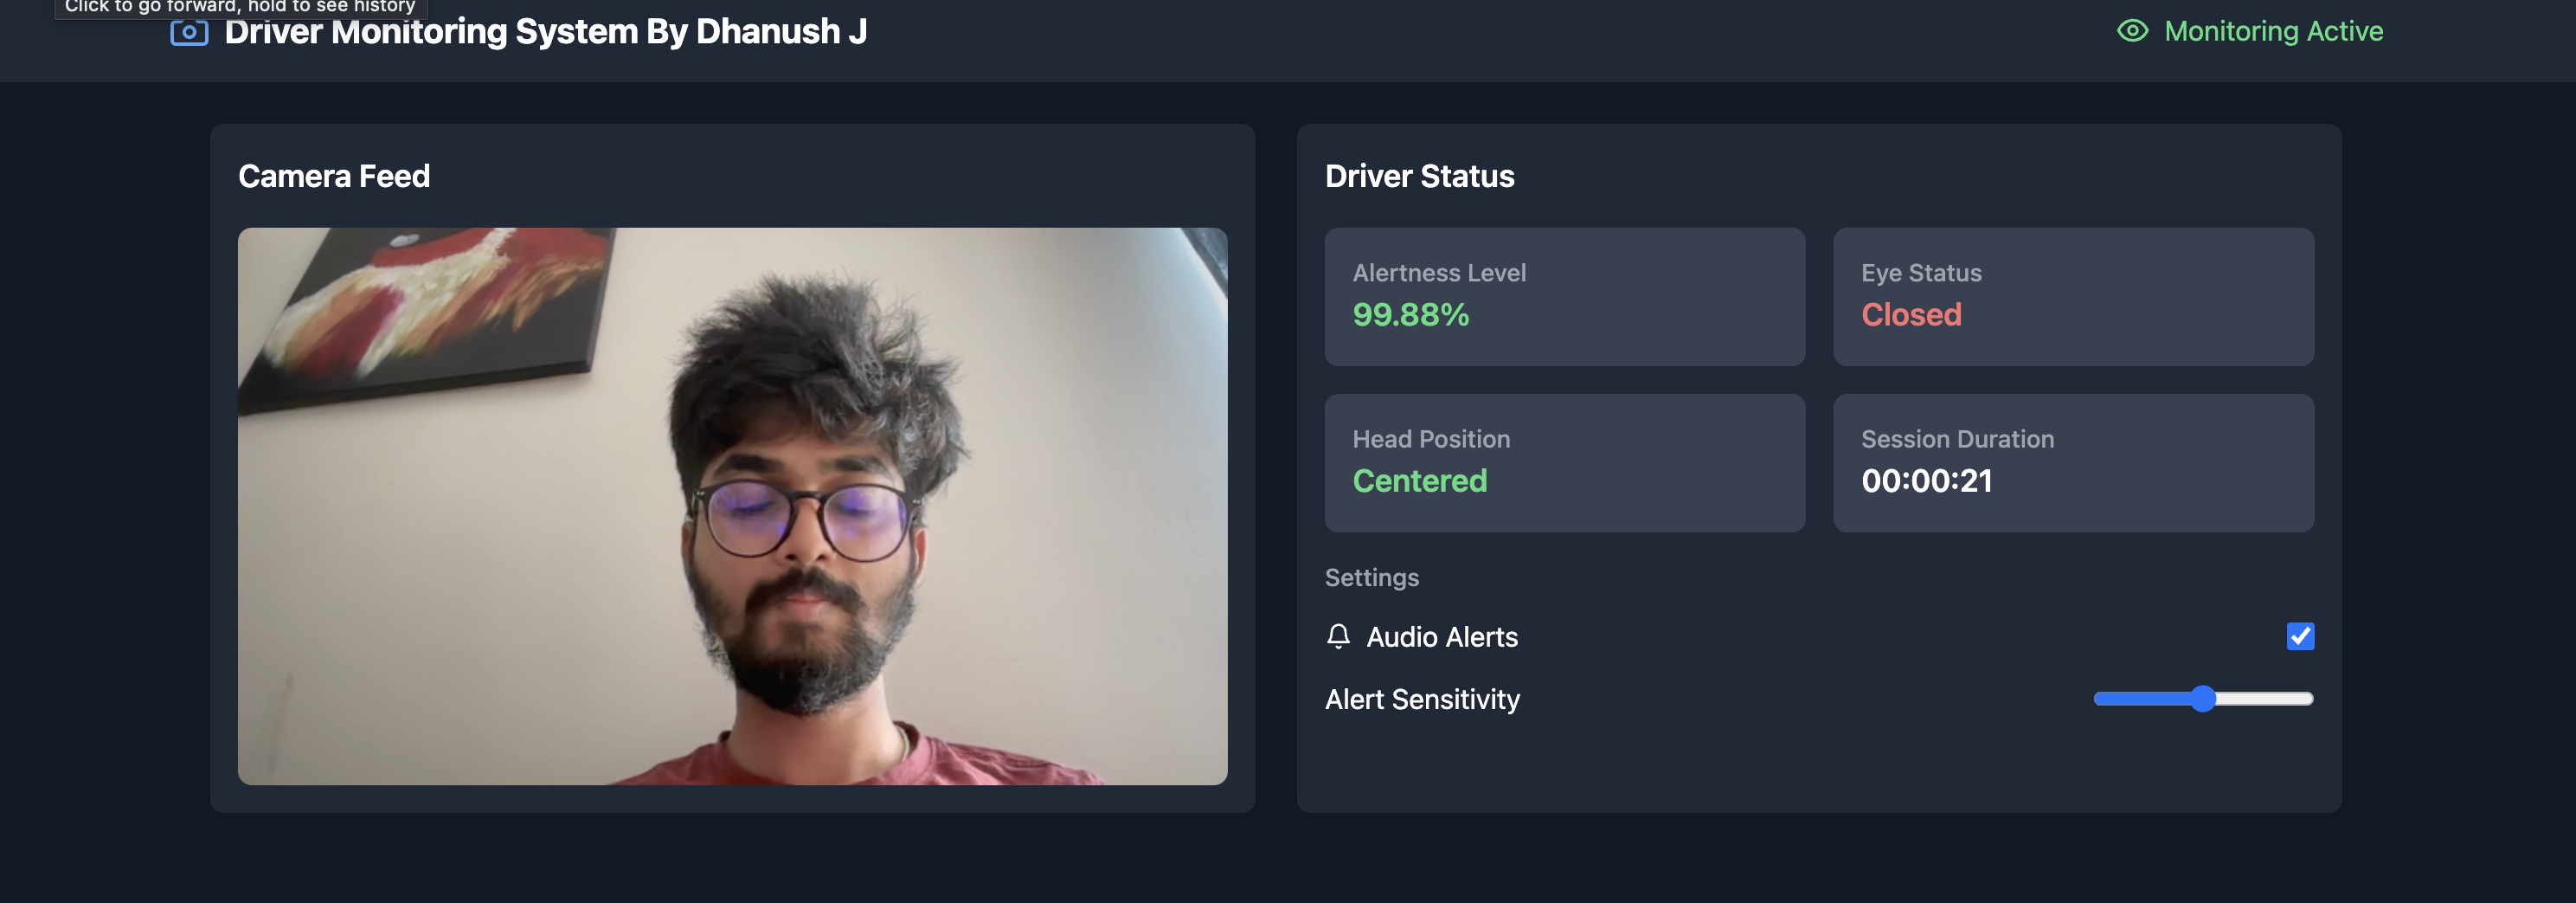 Click to go forward, hold to see history
Driver Monitoring System By Dhanush J
Monitoring Active
Camera Feed
Driver Status
Alertness Level
99.88%
Eye Status
Closed
Head Position
Centered
Session Duration
00:00:21
Settings
Audio Alerts
Alert Sensitivity